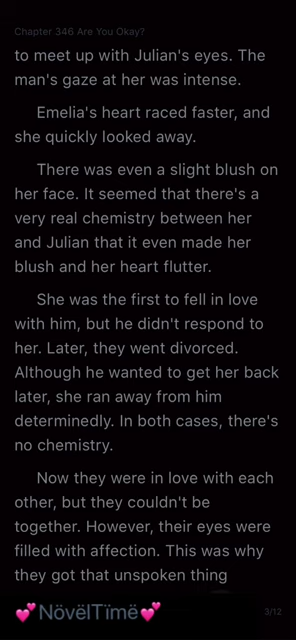 Chapter 346 Are You Okay?
to meet up with Julian's eyes. The
man's gaze at her was intense.
Emelia's heart raced faster, and
she quickly looked away.
There was even a slight blush on
her face. It seemed that there's a
very real chemistry between her
and Julian that it even made her
blush and her heart flutter.
She was the first to fell in love
with him, but he didn't respond to
her. Later, they went divorced.
Although he wanted to get her back
later, she ran away from him
determinedly. In both cases, there's
no chemistry.
Now they were in love with each
other, but they couldn't be
together. However, their eyes were
filled with affection. This was why
they got that unspoken thing
💕NövëlTïmë💕
3/12